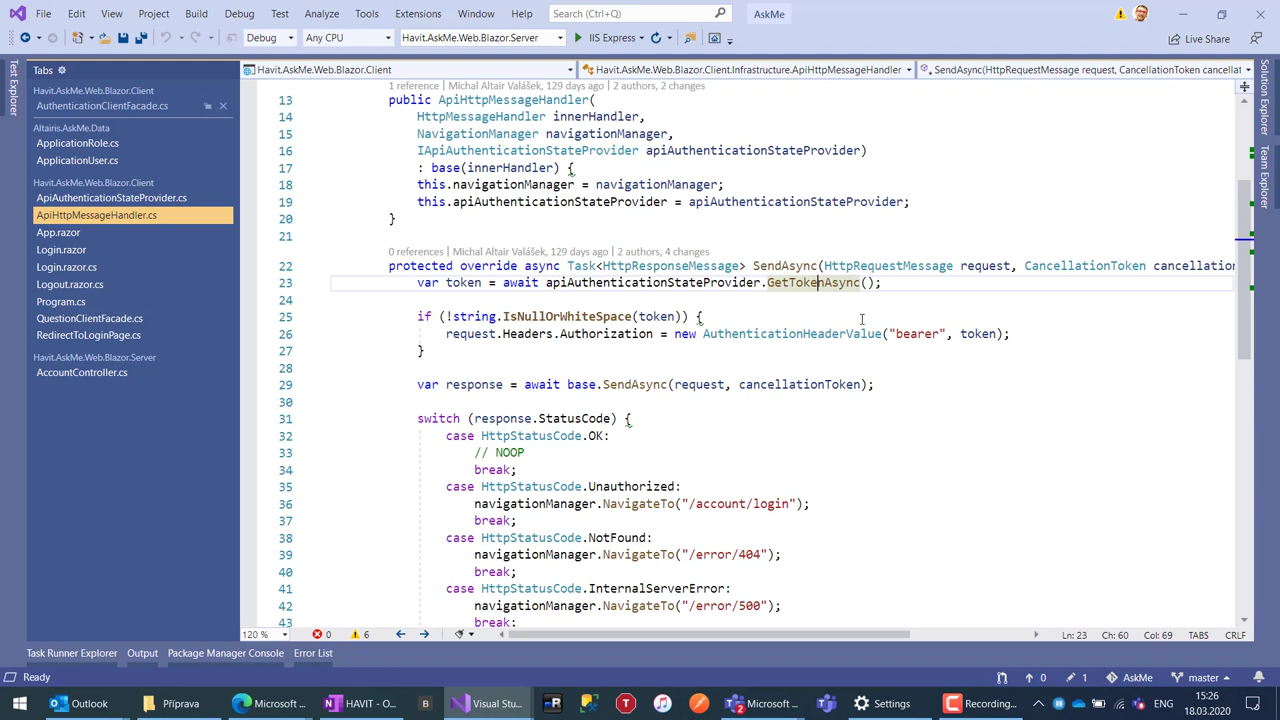 File Edit View Project Build Debug Test Analyze Tools Extensions Window Help Search (Ctrl+Q) AskMe
Debug Any CPU Havit.AskMe.Web.Blazor.Server IIS Express Live Share
Test Explorer
Tabs
Havit.AskMe.Web.Blazor.Client
AuthenticationClientFacade.cs
Altairis.AskMe.Data
ApplicationRole.cs
ApplicationUser.cs
Havit.AskMe.Web.Blazor.Client
ApiAuthenticationStateProvider.cs
ApiHttpMessageHandler.cs
App.razor
Login.razor
Login.razor.cs
Logout.razor.cs
Program.cs
QuestionClientFacade.cs
RedirectToLoginPage.cs
Havit.AskMe.Web.Blazor.Server
AccountController.cs
Havit.AskMe.Web.Blazor.Client Havit.AskMe.Web.Blazor.Client.Infrastructure.ApiHttpMessageHandler SendAsync(HttpRequestMessage request, CancellationToken cancellat
1 reference | Michal Altair Valášek, 129 days ago | 2 authors, 2 changes
13 public ApiHttpMessageHandler(
14 HttpMessageHandler innerHandler,
15 NavigationManager navigationManager,
16 IApiAuthenticationStateProvider apiAuthenticationStateProvider)
17 : base(innerHandler) {
18 this.navigationManager = navigationManager;
19 this.apiAuthenticationStateProvider = apiAuthenticationStateProvider;
20 }
21
0 references | Michal Altair Valášek, 129 days ago | 2 authors, 4 changes
22 protected override async Task<HttpResponseMessage> SendAsync(HttpRequestMessage request, CancellationToken cancellation
23 var token = await apiAuthenticationStateProvider.GetTokenAsync();
24
25 if (!string.IsNullOrWhiteSpace(token)) {
26 request.Headers.Authorization = new AuthenticationHeaderValue("bearer", token);
27 }
28
29 var response = await base.SendAsync(request, cancellationToken);
30
31 switch (response.StatusCode) {
32 case HttpStatusCode.OK:
33 // NOOP
34 break;
35 case HttpStatusCode.Unauthorized:
36 navigationManager.NavigateTo("/account/login");
37 break;
38 case HttpStatusCode.NotFound:
39 navigationManager.NavigateTo("/error/404");
40 break;
41 case HttpStatusCode.InternalServerError:
42 navigationManager.NavigateTo("/error/500");
43 break;
Solution Explorer
Team Explorer
120 % 0 6 Ln: 23 Ch: 60 Col: 69 TABS CRLF
Task Runner Explorer Output Package Manager Console Error List
Ready 0 1 AskMe master
Outlook Příprava Microsoft ... HAVIT - O... Visual Stu... Microsoft ... Settings Recording... ENG 15:26
18.03.2020